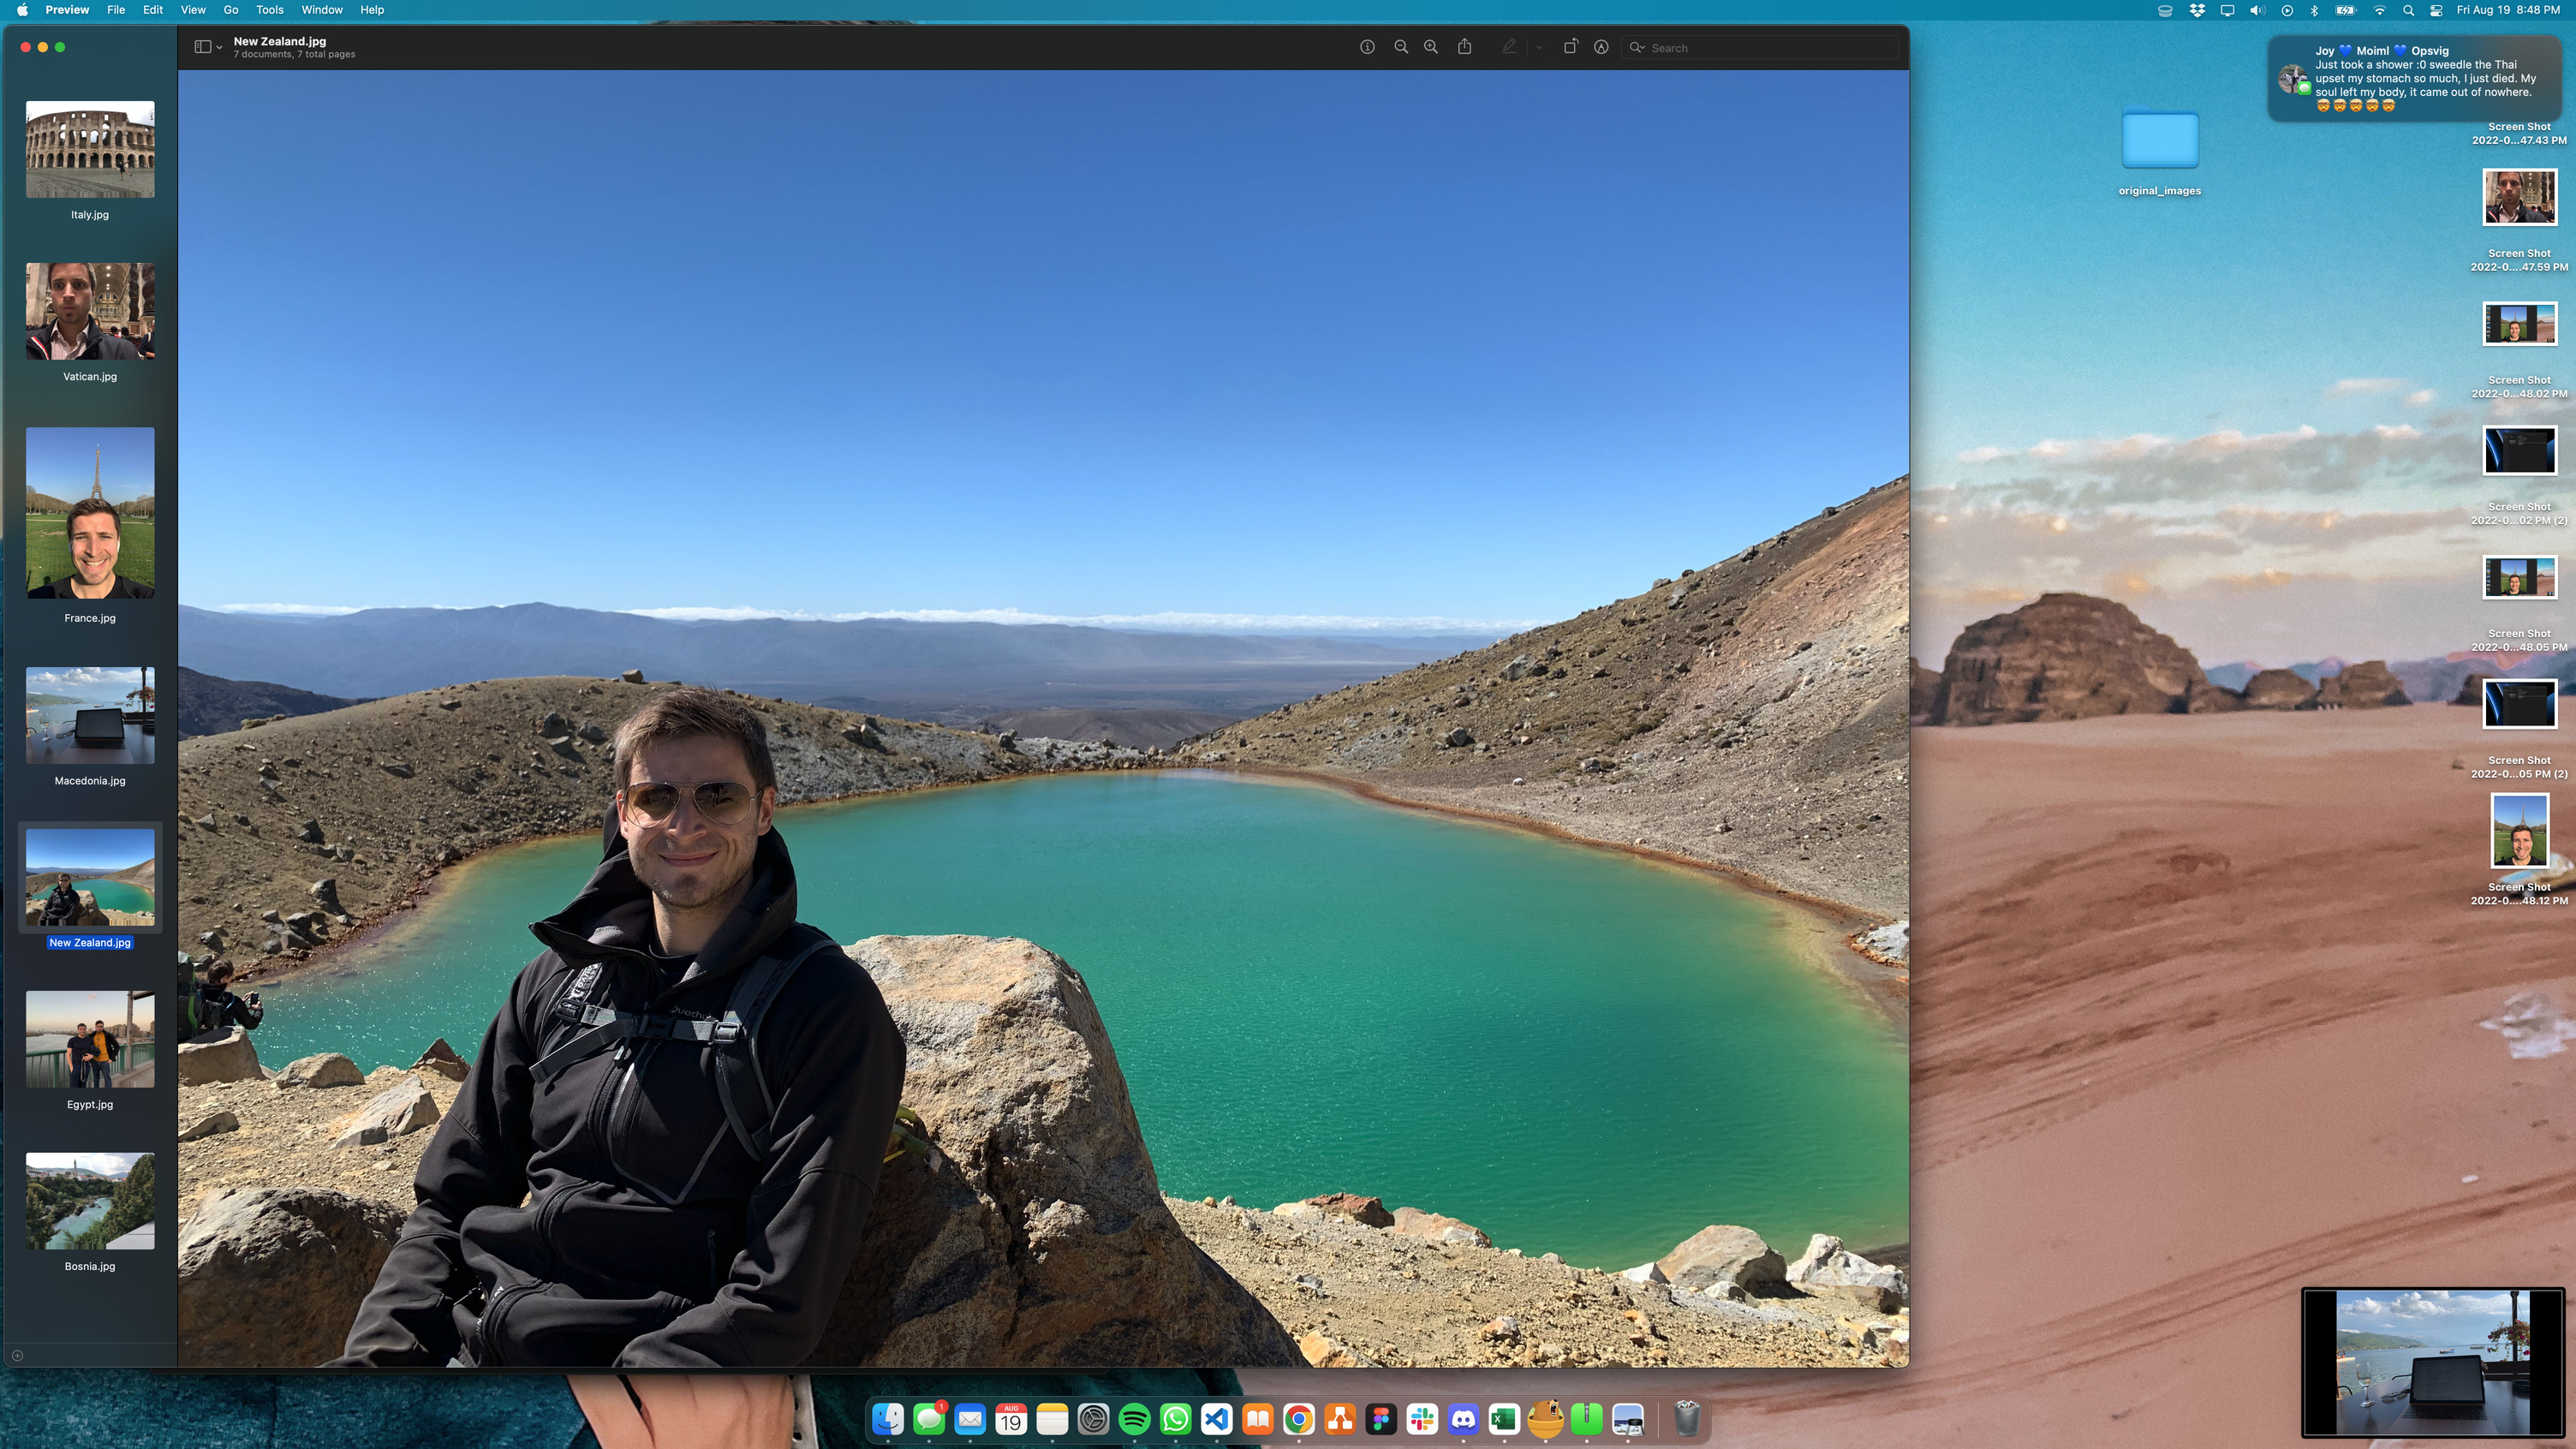 Preview File Edit View Go Tools Window Help
Fri Aug 19 8:48 PM
New Zealand.jpg
7 documents, 7 total pages
Search
Italy.jpg
Vatican.jpg
France.jpg
Macedonia.jpg
New Zealand.jpg
Egypt.jpg
Bosnia.jpg
Quechua
Joy 💙 Moiml 💙 Opsvig
Just took a shower :0 sweedle the Thai
upset my stomach so much, I just died. My
soul left my body, it came out of nowhere.
🤯🤯🤯🤯🤯
original_images
Screen Shot
2022-0...47.43 PM
Screen Shot
2022-0....47.59 PM
Screen Shot
2022-0...48.02 PM
Screen Shot
2022-0...02 PM (2)
Screen Shot
2022-0...48.05 PM
Screen Shot
2022-0...05 PM (2)
Screen Shot
2022-0....48.12 PM
1
AUG
19